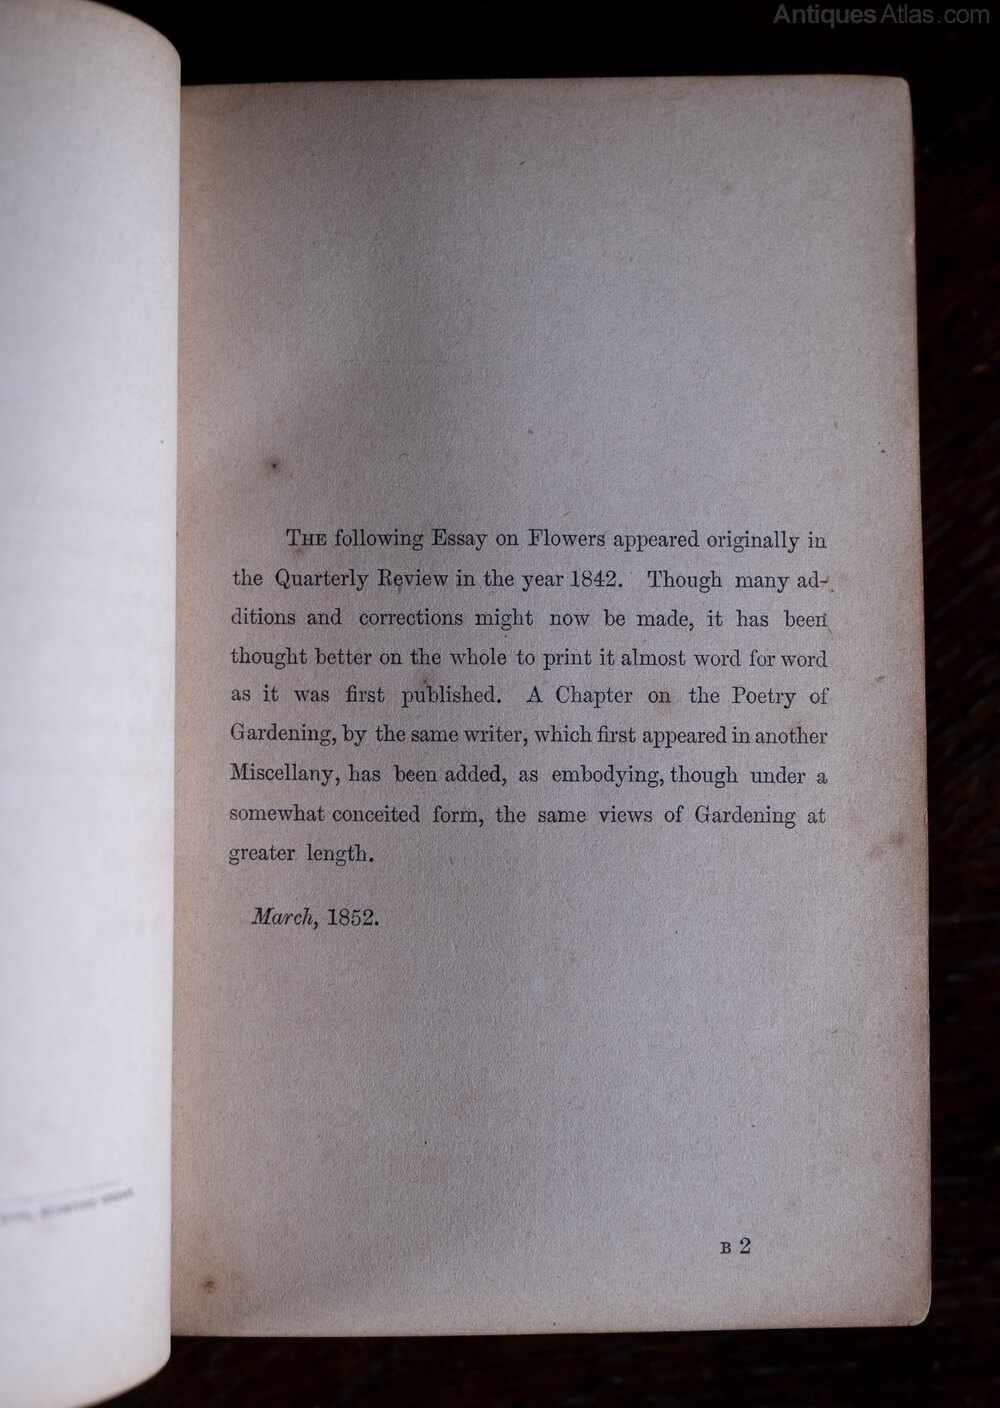 AntiquesAtlas.com
THE following Essay on Flowers appeared originally in
the Quarterly Review in the year 1842. Though many ad-
ditions and corrections might now be made, it has been
thought better on the whole to print it almost word for word
as it was first published. A Chapter on the Poetry of
Gardening, by the same writer, which first appeared in another
Miscellany, has been added, as embodying, though under a
somewhat conceited form, the same views of Gardening at
greater length.
March, 1852.
B 2